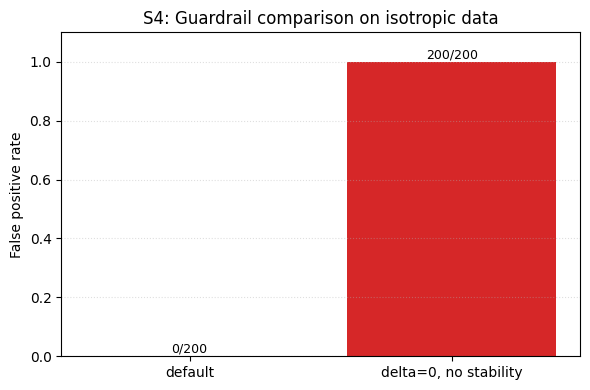 S4: Guardrail comparison on isotropic data
False positive rate
1.0
0.8
0.6
0.4
0.2
0.0
0/200
200/200
default
delta=0, no stability